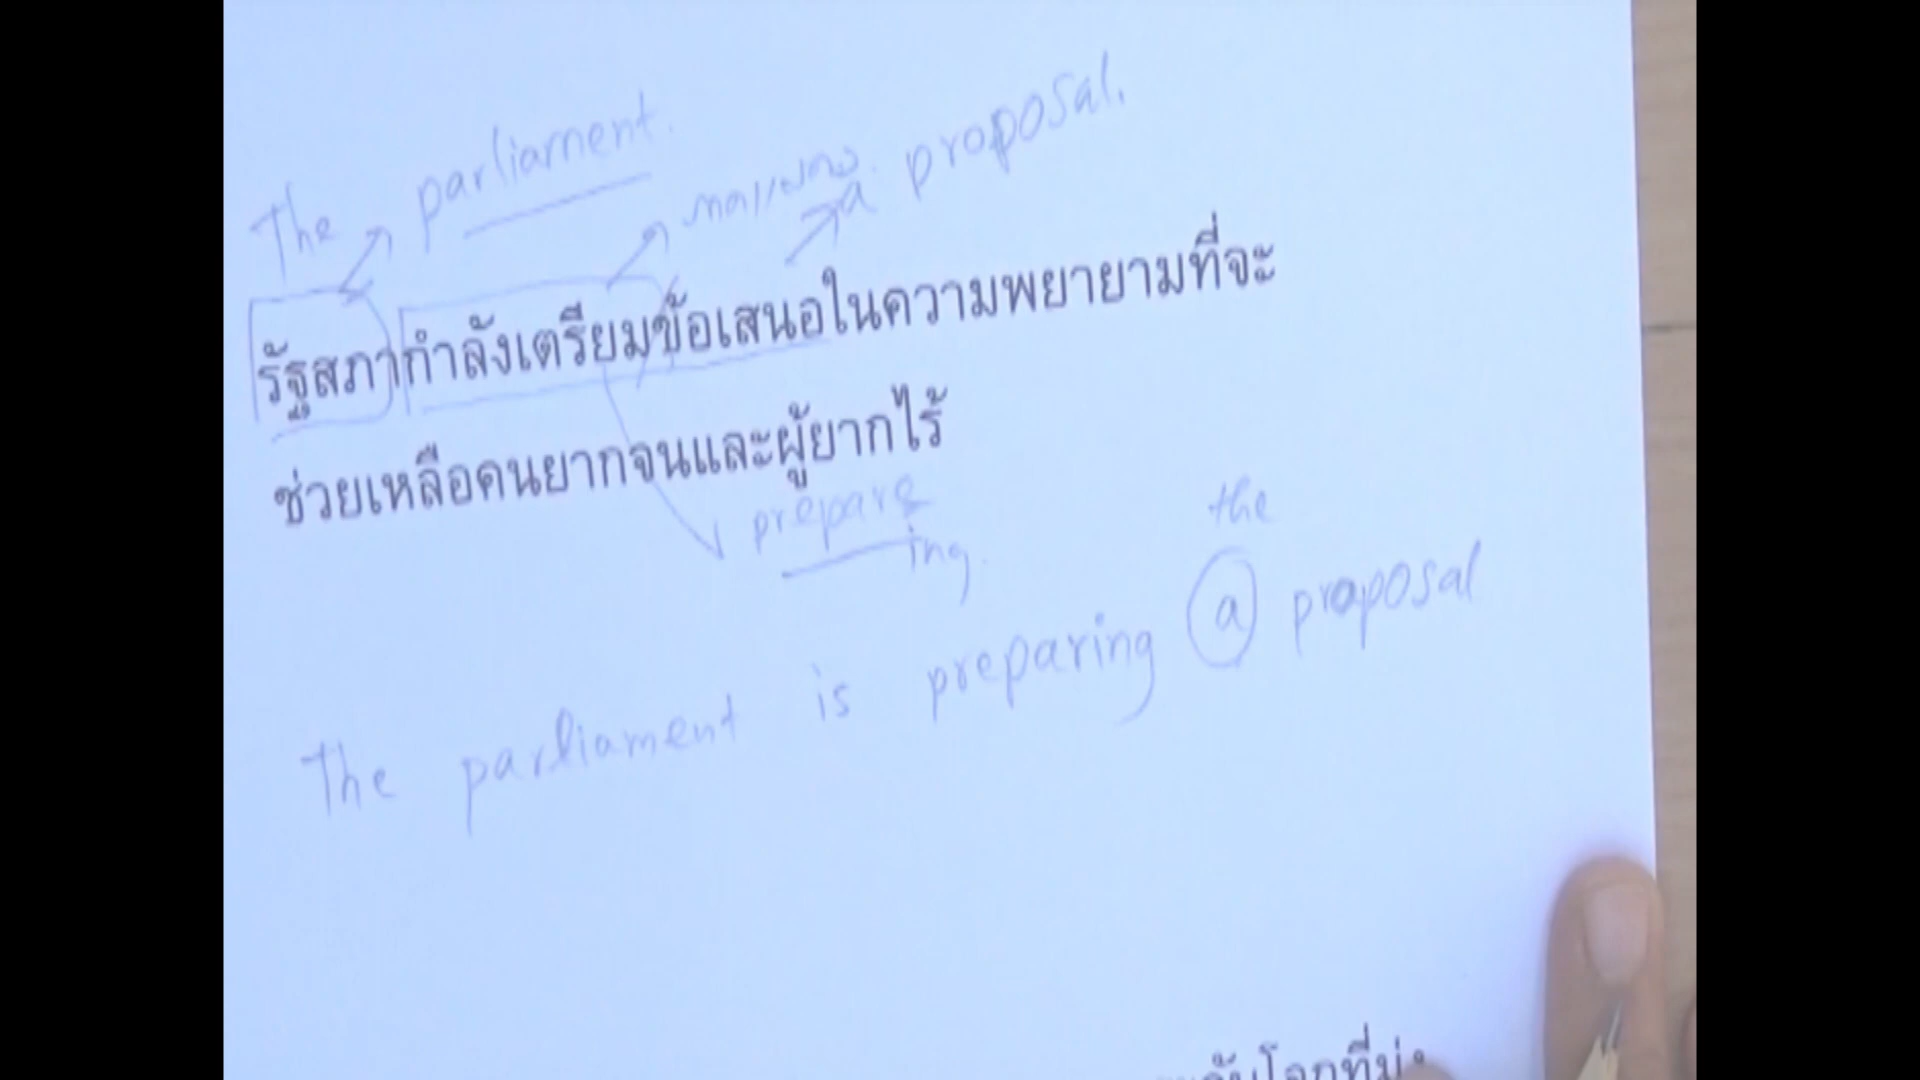 The parliament.
a proposal.
รัฐสภากำลังเตรียมข้อเสนอในความพยายามที่จะ
ช่วยเหลือคนยากจนและผู้ยากไร้
prepare
ing.
the
The parliament is preparing a proposal